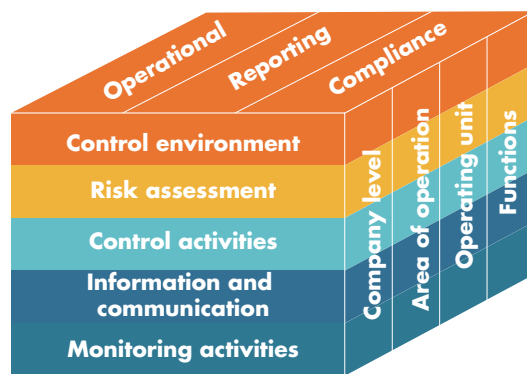 Operational
Reporting
Compliance
Control environment
Risk assessment
Control activities
Information and
communication
Monitoring activities
Company level
Area of operation
Operating unit
Functions